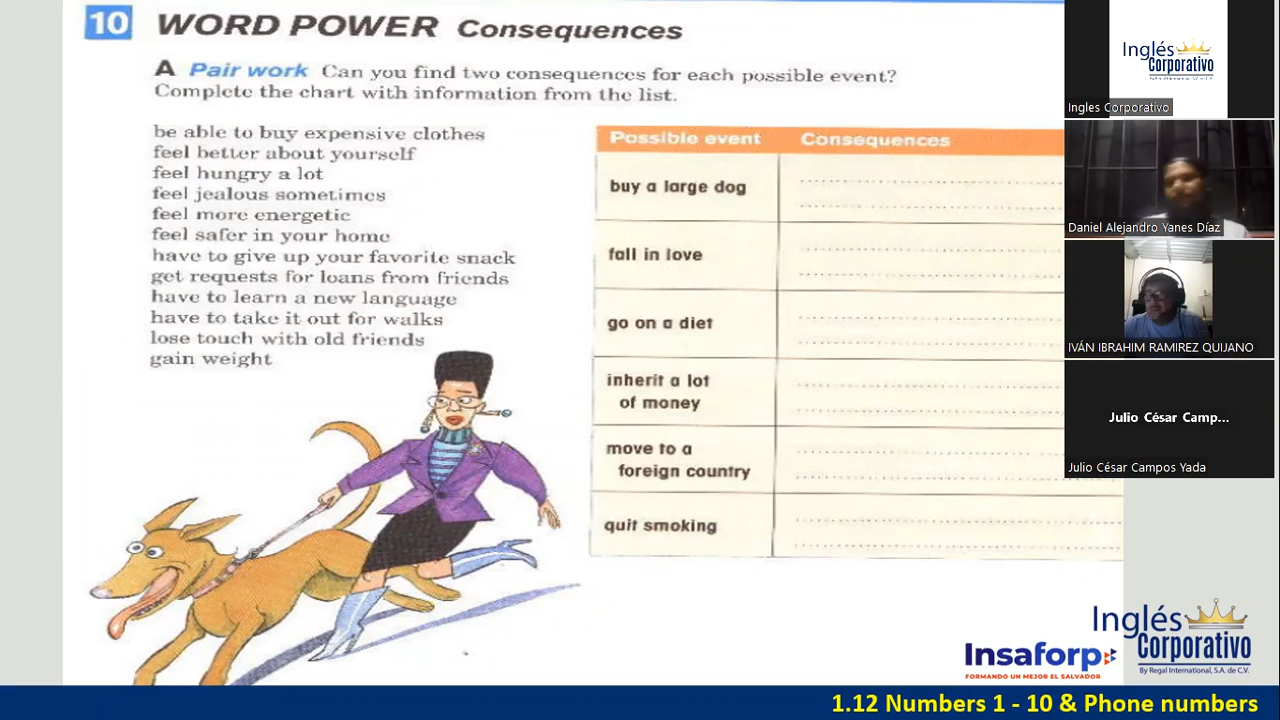 10 WORD POWER Consequences
A Pair work Can you find two consequences for each possible event?
Complete the chart with information from the list.
be able to buy expensive clothes
feel better about yourself
feel hungry a lot
feel jealous sometimes
feel more energetic
feel safer in your home
have to give up your favorite snack
get requests for loans from friends
have to learn a new language
have to take it out for walks
lose touch with old friends
gain weight
Possible event Consequences
buy a large dog
fall in love
go on a diet
inherit a lot
of money
move to a
foreign country
quit smoking
Inglés
Corporativo
By Regal International, S.A. de C.V.
Ingles Corporativo
Daniel Alejandro Yanes Díaz
IVÁN IBRAHIM RAMIREZ QUIJANO
Julio César Camp...
Julio César Campos Yada
Insaforp
FORMANDO UN MEJOR EL SALVADOR
Inglés
Corporativo
By Regal International, S.A. de C.V.
1.12 Numbers 1 - 10 & Phone numbers